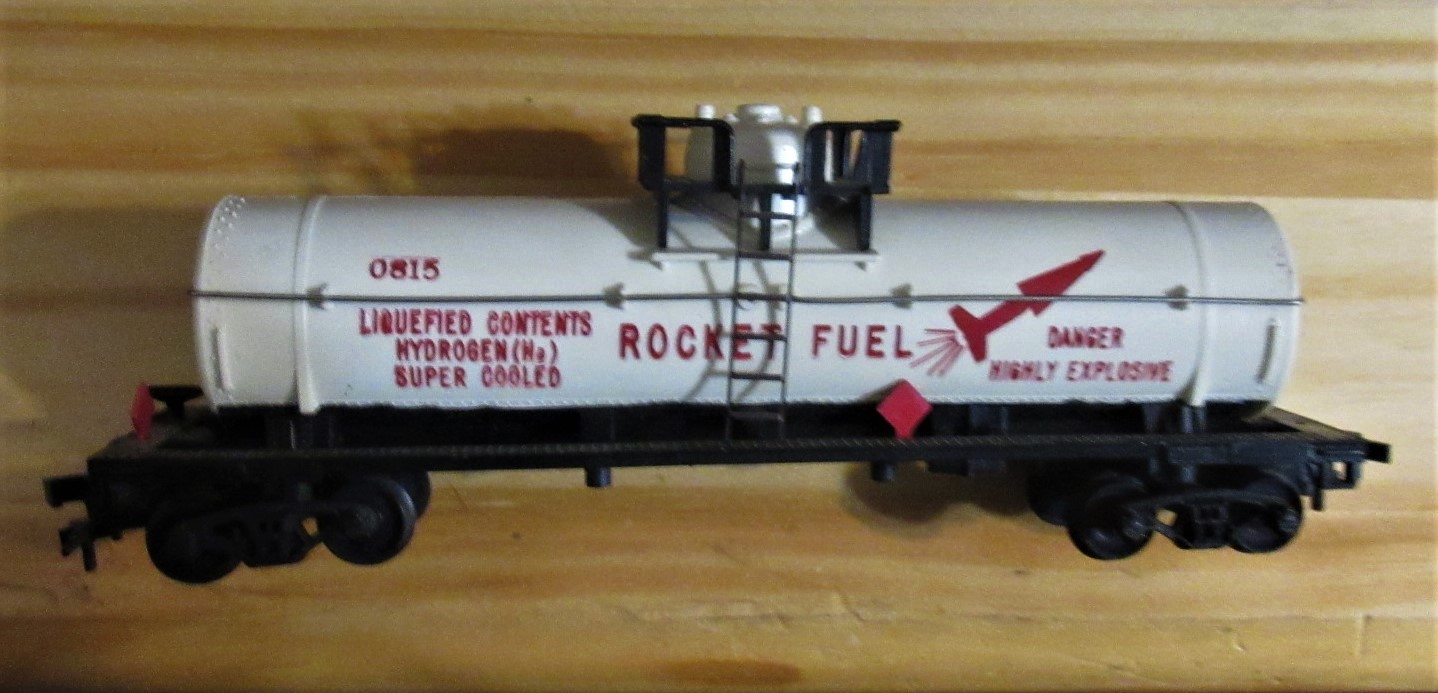 0815
LIQUEFIED CONTENTS
HYDROGEN (H₂)
SUPER COOLED
ROCKET FUEL
DANGER
HIGHLY EXPLOSIVE